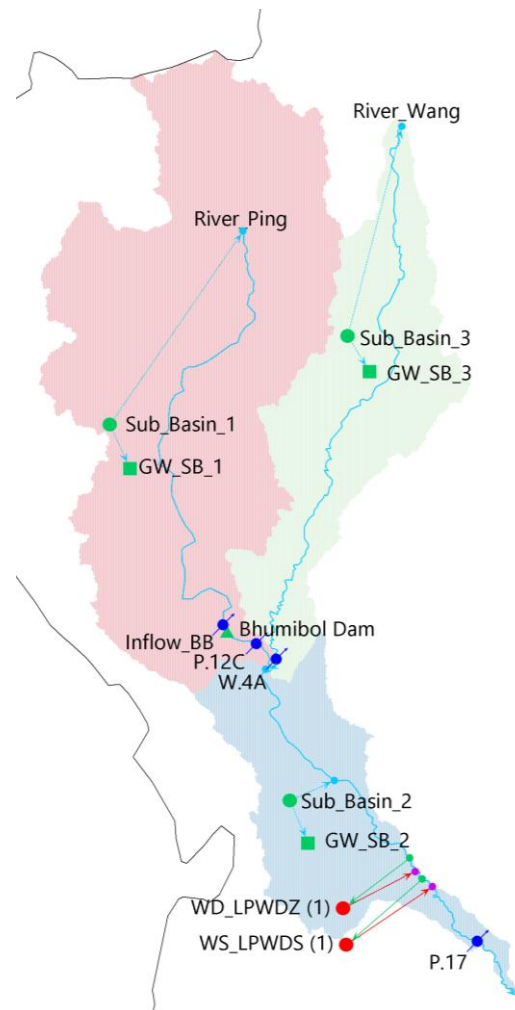 River_Wang
River_Ping
Sub_Basin_3
GW_SB_3
Sub_Basin_1
GW_SB_1
Bhumibol Dam
Inflow_BB
P.12C
W.4A
Sub_Basin_2
GW_SB_2
WD_LPWDZ (1)
WS_LPWDS (1)
P.17